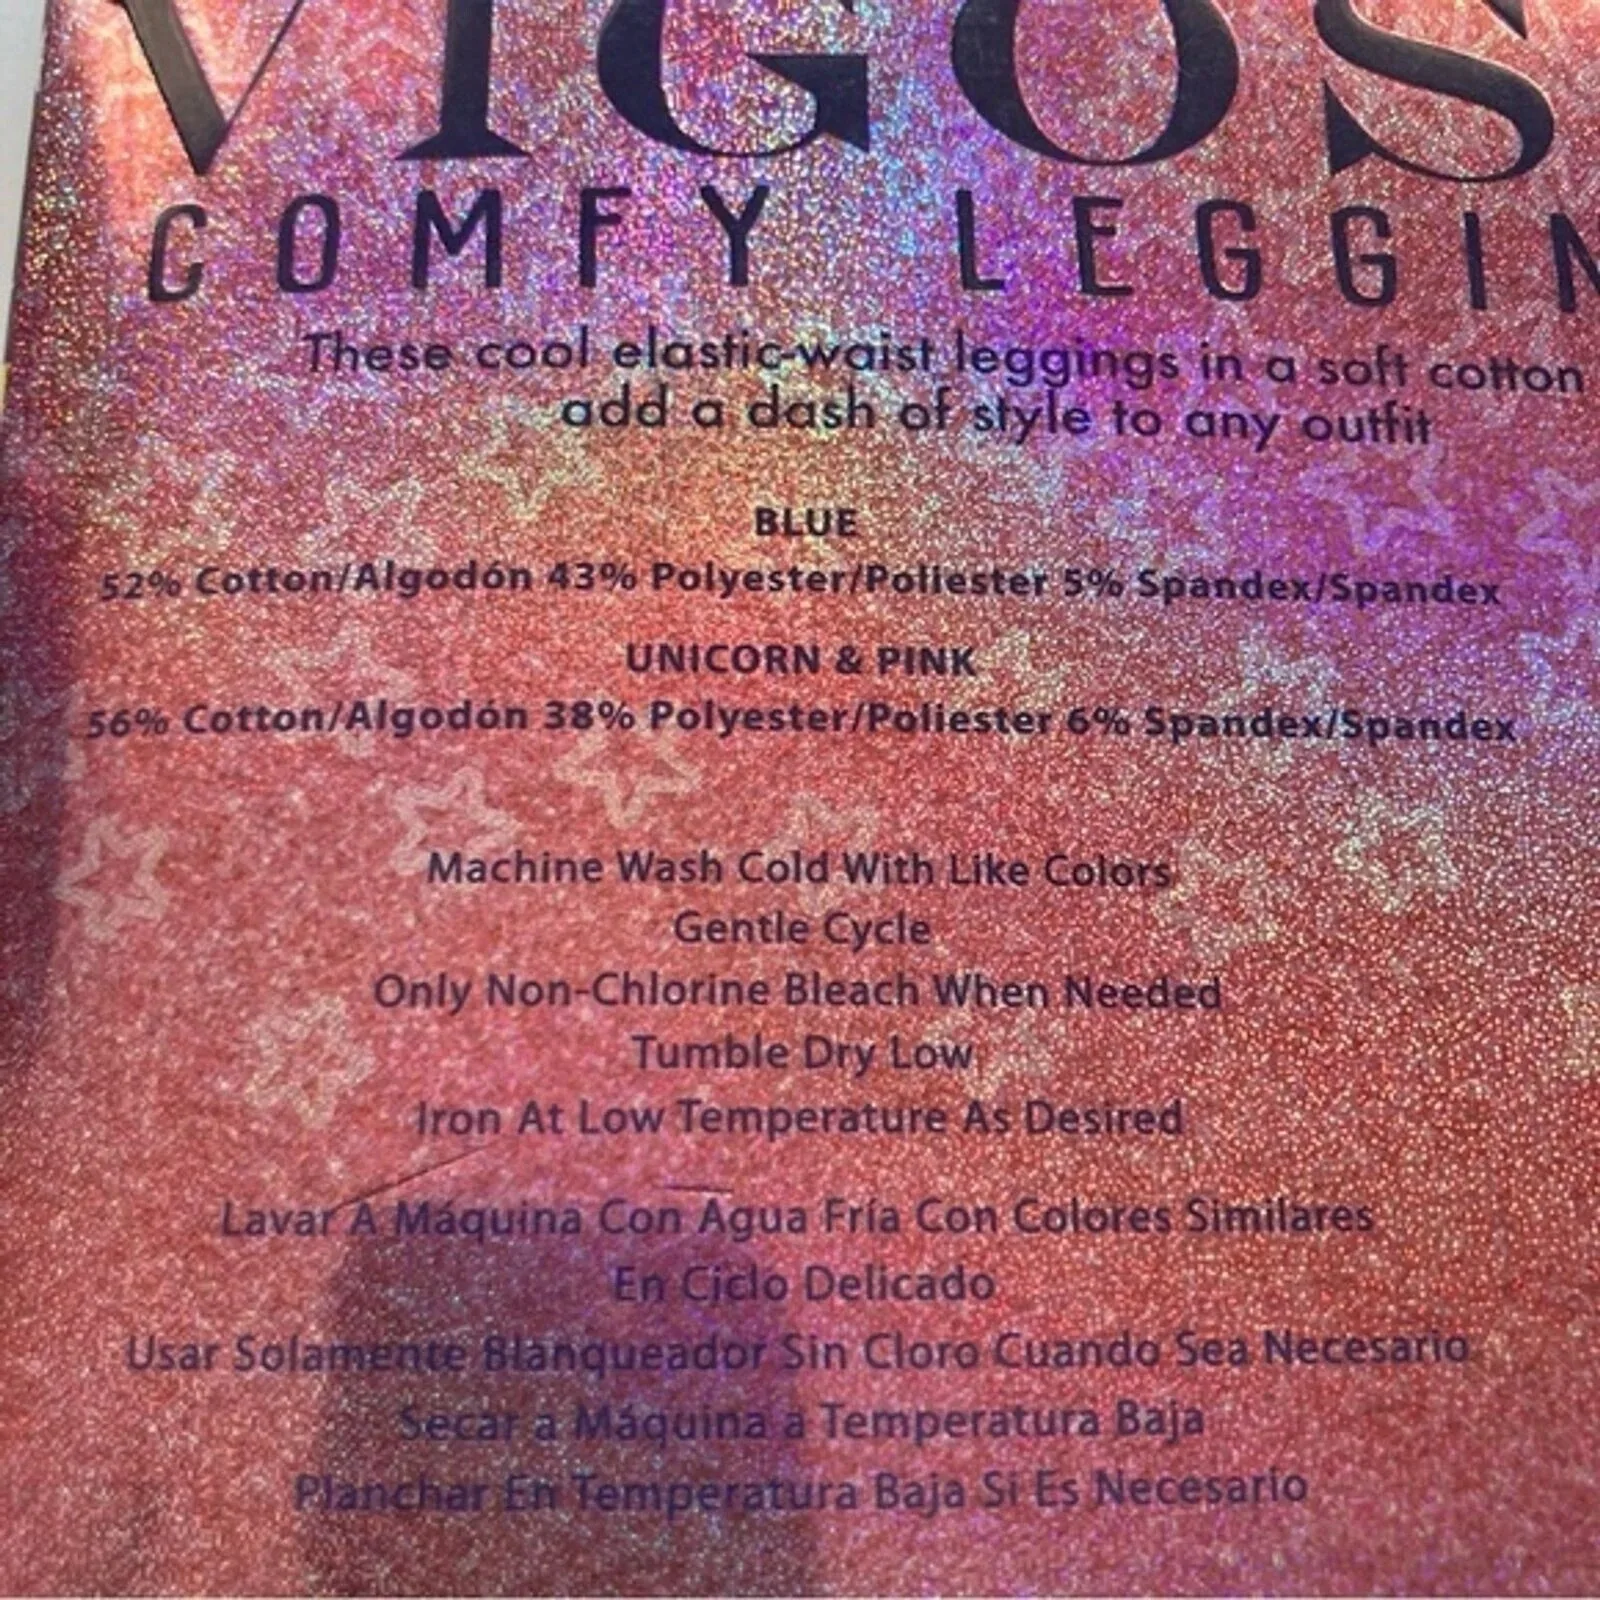 VIGOS
COMFY LEGGIN
These cool elastic-waist leggings in a soft cotton
add a dash of style to any outfit
BLUE
52% Cotton/Algodón 43% Polyester/Poliester 5% Spandex/Spandex
UNICORN & PINK
56% Cotton/Algodón 38% Polyester/Poliester 6% Spandex/Spandex
Machine Wash Cold With Like Colors
Gentle Cycle
Only Non-Chlorine Bleach When Needed
Tumble Dry Low
Iron At Low Temperature As Desired
Lavar A Máquina Con Agua Fría Con Colores Similares
En Ciclo Delicado
Usar Solamente Blanqueador Sin Cloro Cuando Sea Necesario
Secar a Máquina a Temperatura Baja
Planchar En Temperatura Baja Si Es Necesario